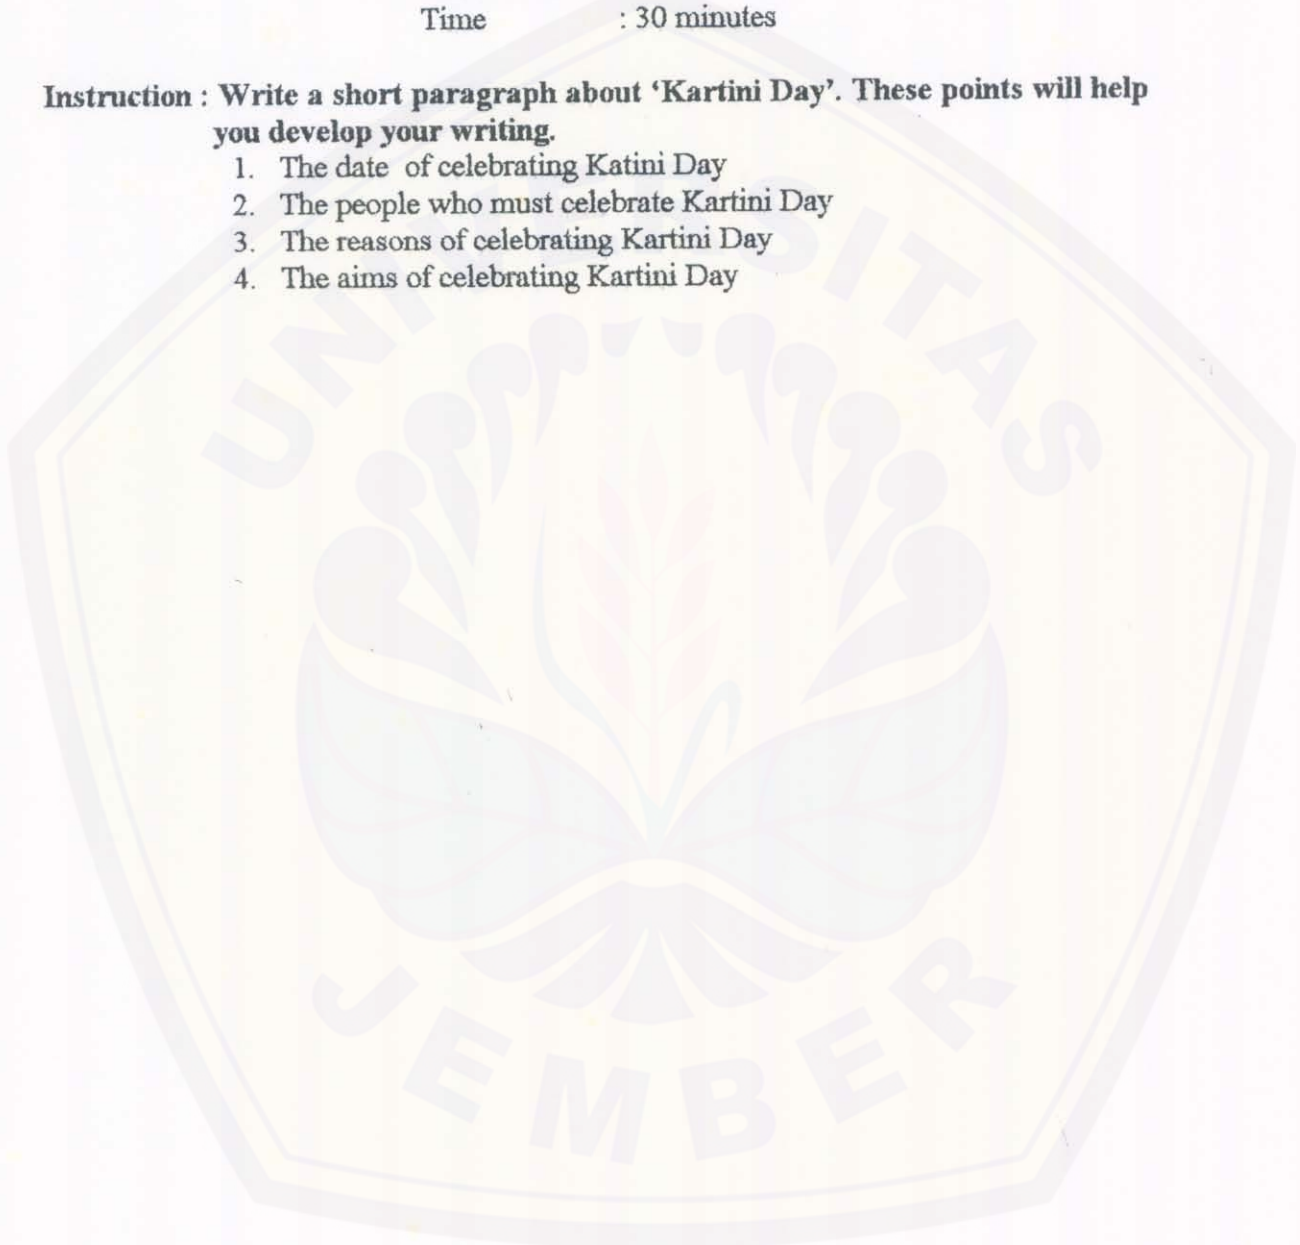 Time : 30 minutes
Instruction : Write a short paragraph about ‘Kartini Day’. These points will help
you develop your writing.
1. The date of celebrating Katini Day
2. The people who must celebrate Kartini Day
3. The reasons of celebrating Kartini Day
4. The aims of celebrating Kartini Day
UNIVERSITAS
JEMBER